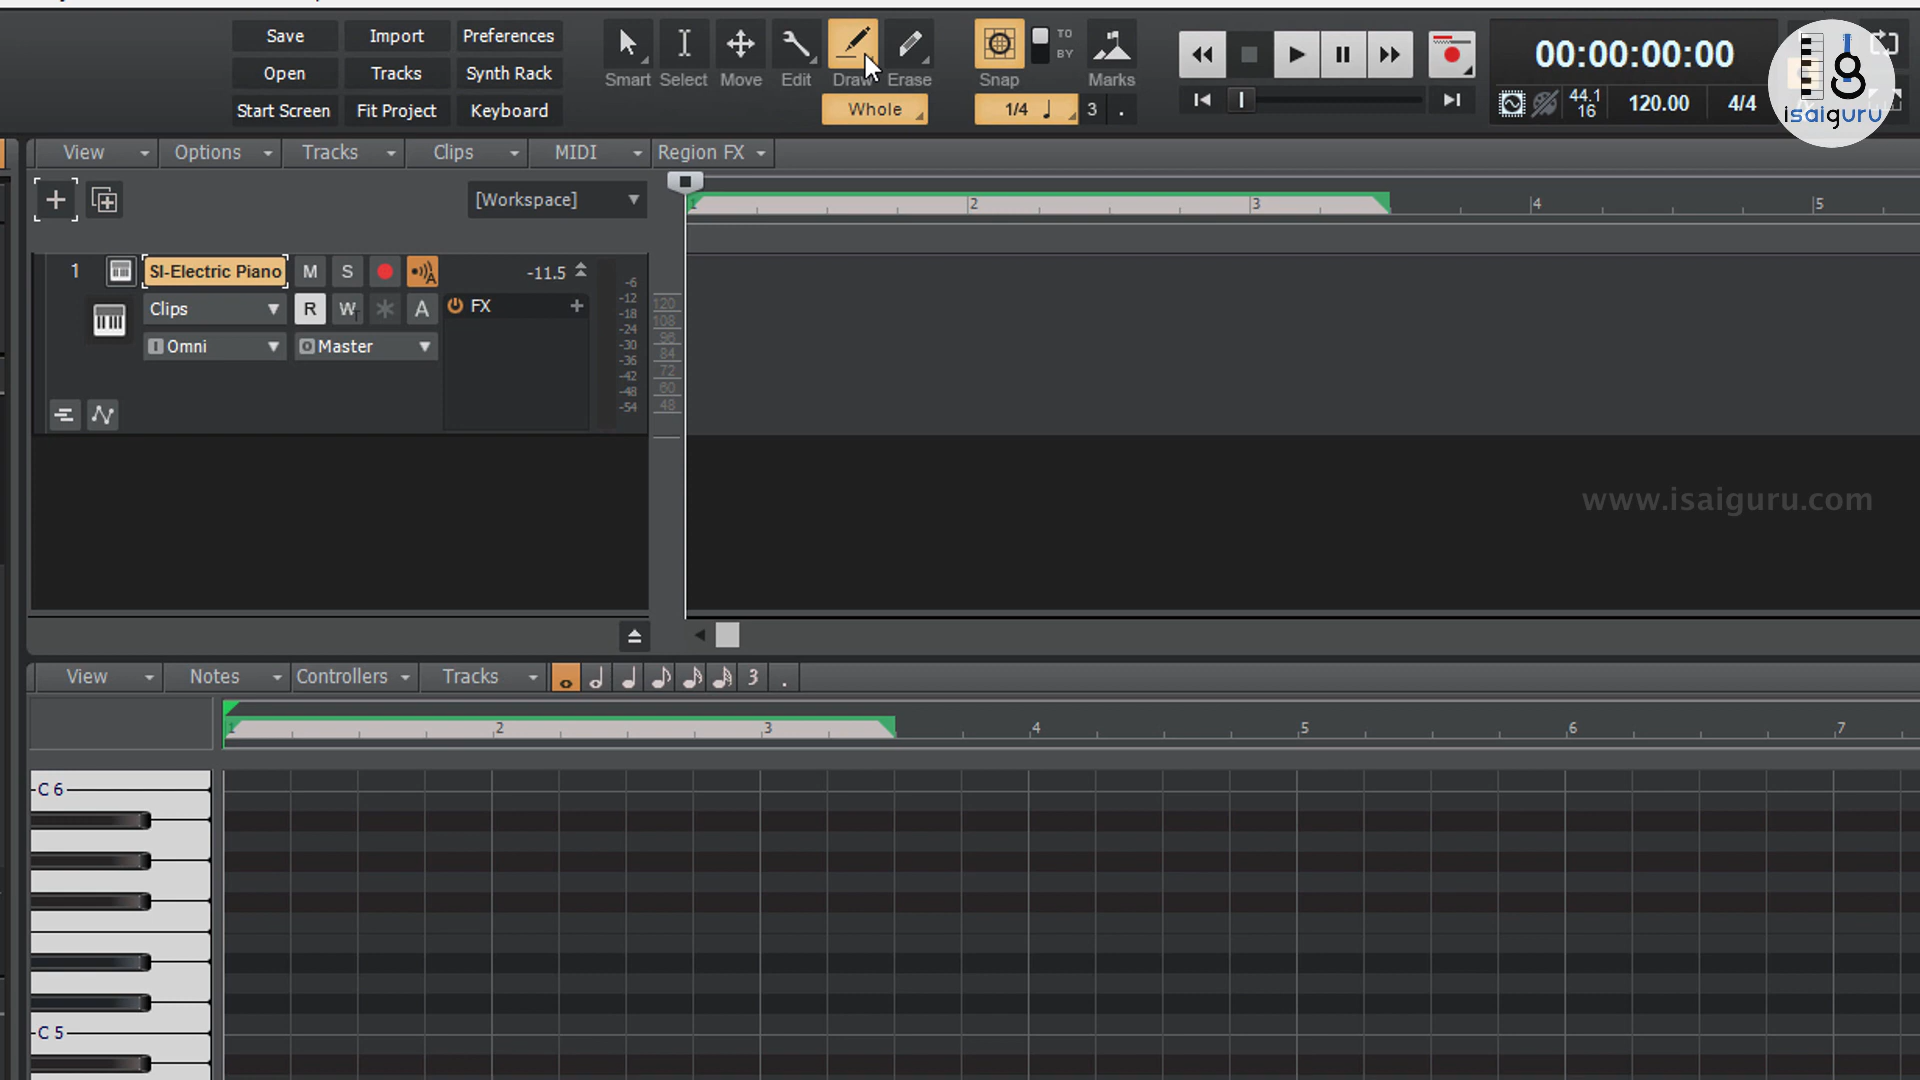 Save Import Preferences
Open Tracks Synth Rack
Start Screen Fit Project Keyboard
Smart Select Move Edit Draw Erase
Whole
Snap TO BY Marks
1/4 3 .
00:00:00:00
44.1
16
120.00 4/4
isaiguru
View Options Tracks Clips MIDI Region FX
[Workspace]
1 2 3 4 5
1 SI-Electric Piano M S A -11.5
Clips R W A FX
Omni Master
-6
-12
-18
-24
-30
-36
-42
-48
-54
120
108
96
84
72
60
48
www.isaiguru.com
View Notes Controllers Tracks 3 .
1 2 3 4 5 6 7
C 6
C 5